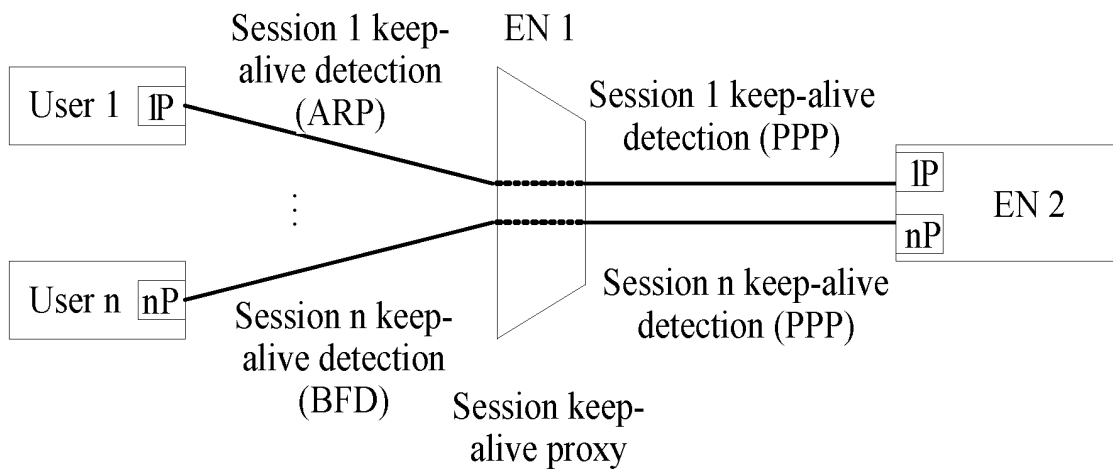 Session 1 keep-
alive detection
(ARP)
EN 1
User 1
1P
Session 1 keep-alive
detection (PPP)
1P
EN 2
nP
User n
nP
Session n keep-
alive detection
(BFD)
Session n keep-alive
detection (PPP)
Session keep-
alive proxy